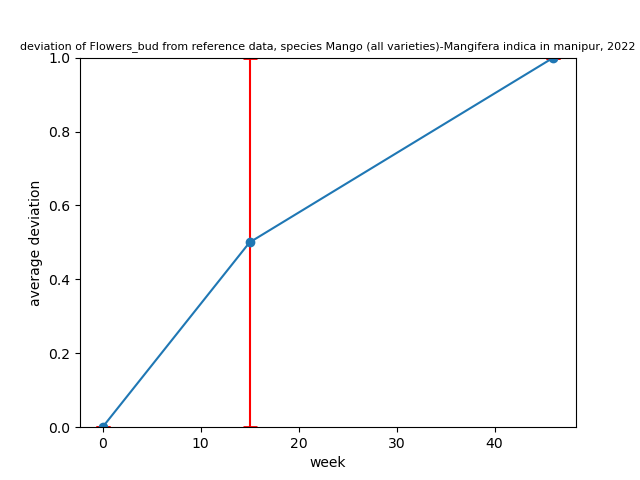 deviation of Flowers_bud from reference data, species Mango (all varieties)-Mangifera indica in manipur, 2022
1.0
0.8
0.6
0.4
0.2
0.0
average deviation
0 10 20 30 40
week